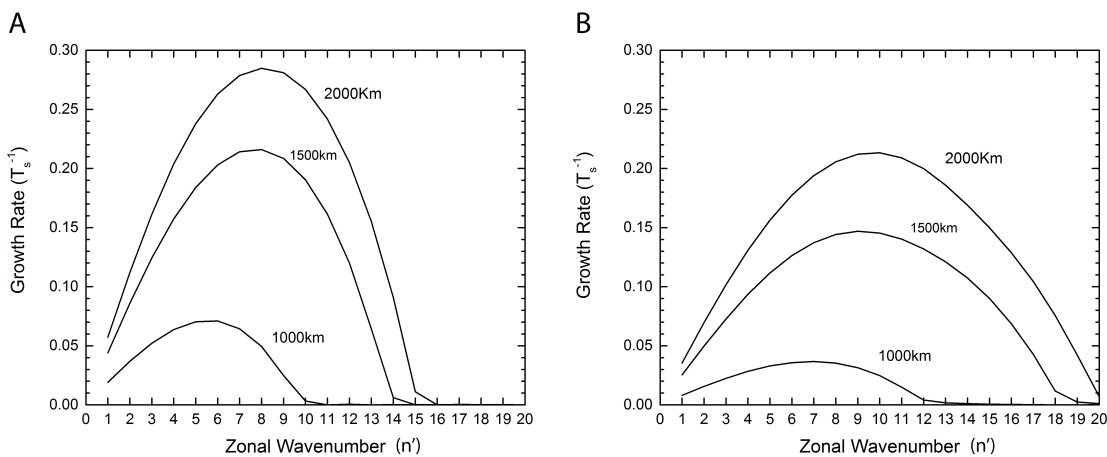 A
0.30
0.25
0.20
0.15
0.10
0.05
0.00
Growth Rate (T_s^-1)
2000Km
1500km
1000km
0 1 2 3 4 5 6 7 8 9 10 11 12 13 14 15 16 17 18 19 20
Zonal Wavenumber (n′)
B
0.30
0.25
0.20
0.15
0.10
0.05
0.00
Growth Rate (T_s^-1)
2000Km
1500km
1000km
0 1 2 3 4 5 6 7 8 9 10 11 12 13 14 15 16 17 18 19 20
Zonal Wavenumber (n′)